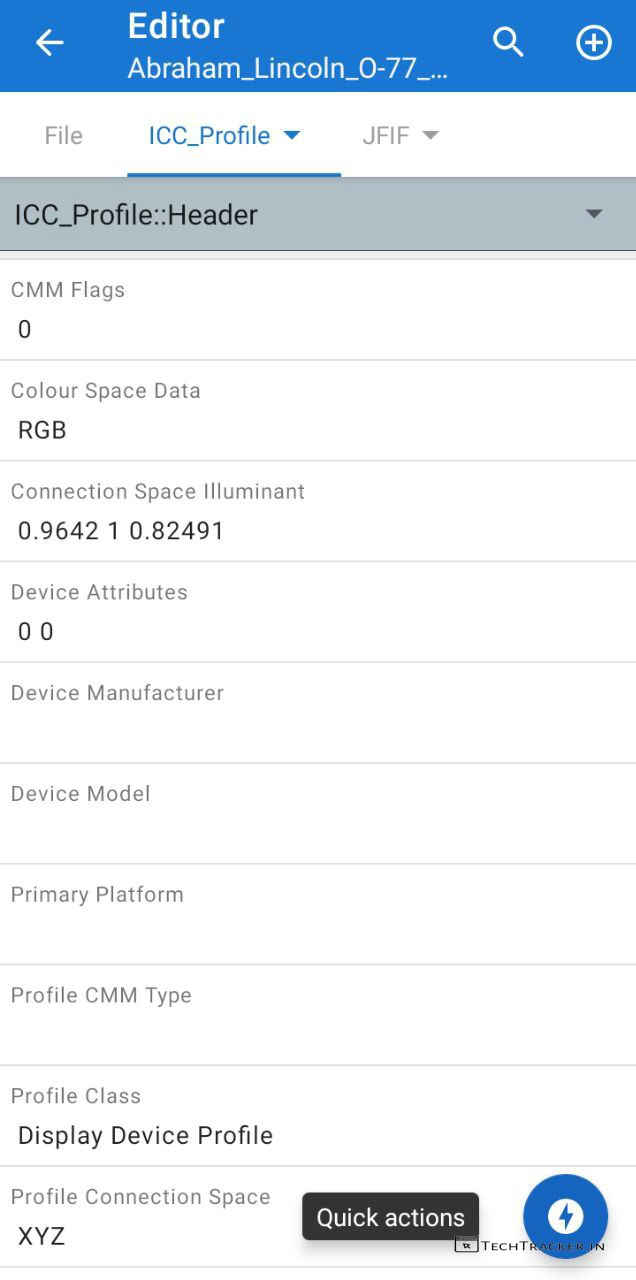 Editor
Abraham_Lincoln_O-77_...
File ICC_Profile JFIF
ICC_Profile::Header
CMM Flags
0
Colour Space Data
RGB
Connection Space Illuminant
0.9642 1 0.82491
Device Attributes
0 0
Device Manufacturer
Device Model
Primary Platform
Profile CMM Type
Profile Class
Display Device Profile
Profile Connection Space
XYZ
Quick actions
TECHTRACKER.IN